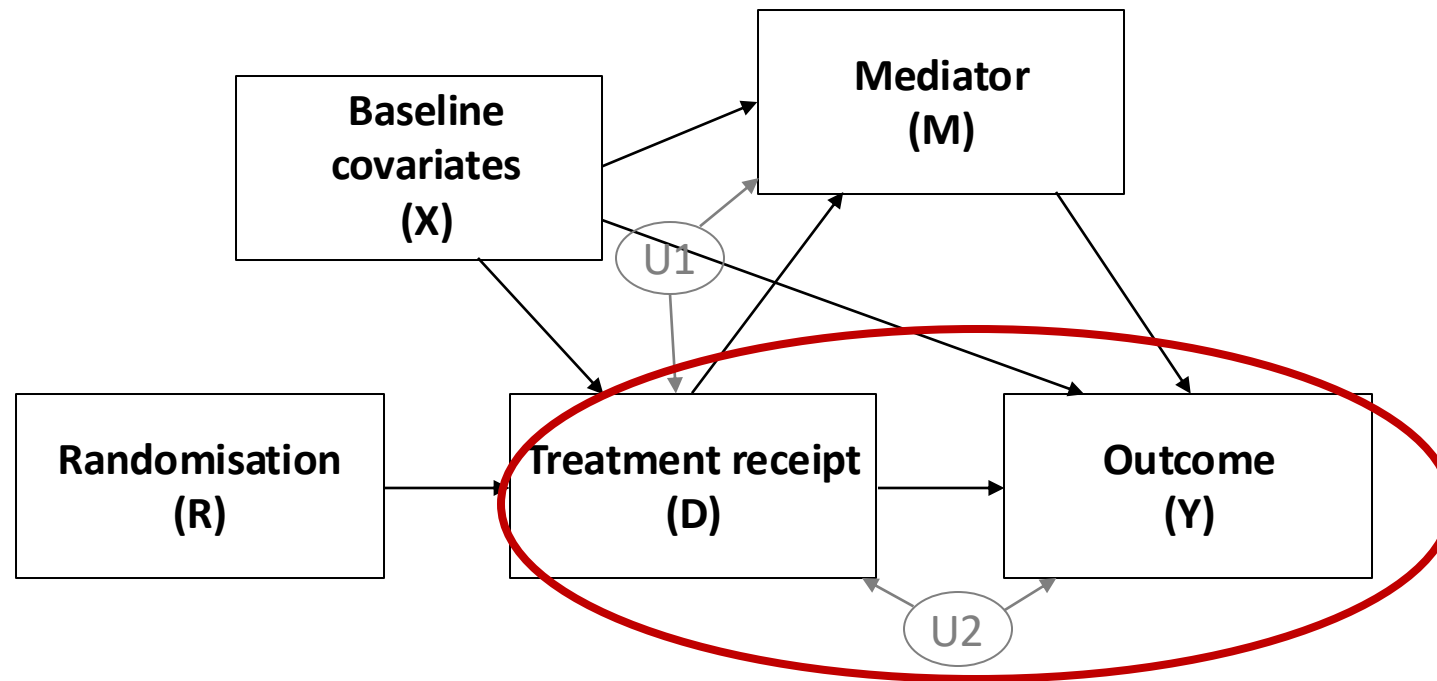 Mediator
(M)
Baseline
covariates
(X)
U1
Randomisation
(R)
Treatment receipt
(D)
Outcome
(Y)
U2